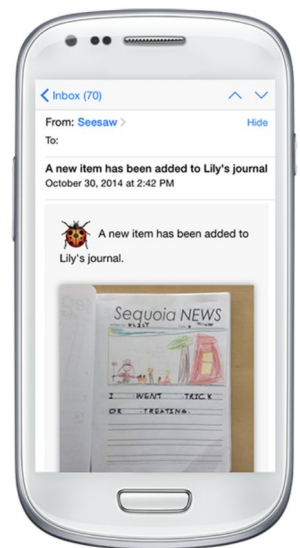 Inbox (70)
From: Seesaw
Hide
To:
A new item has been added to Lily's journal
October 30, 2014 at 2:42 PM
A new item has been added to
Lily's journal.
Sequoia NEWS
LILY
I WENT TRICK
OR TREATING.